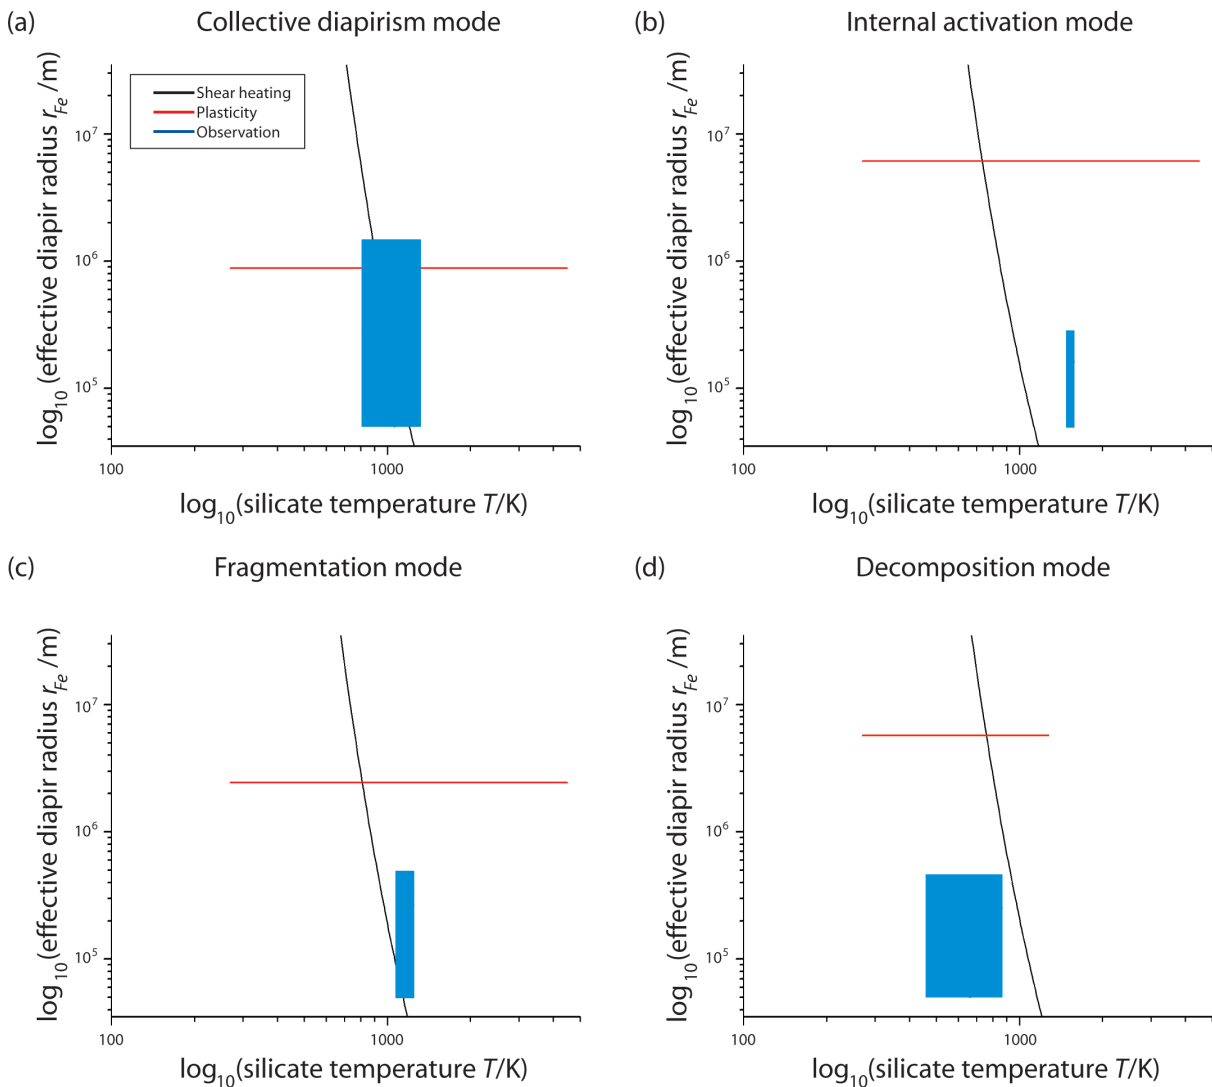 (a)
Collective diapirism mode
log10(effective diapir radius rFe /m)
Shear heating
Plasticity
Observation
10^7
10^6
10^5
100
1000
log10(silicate temperature T/K)
(b)
Internal activation mode
log10(effective diapir radius rFe /m)
10^7
10^6
10^5
100
1000
log10(silicate temperature T/K)
(c)
Fragmentation mode
log10(effective diapir radius rFe /m)
10^7
10^6
10^5
100
1000
log10(silicate temperature T/K)
(d)
Decomposition mode
log10(effective diapir radius rFe /m)
10^7
10^6
10^5
100
1000
log10(silicate temperature T/K)